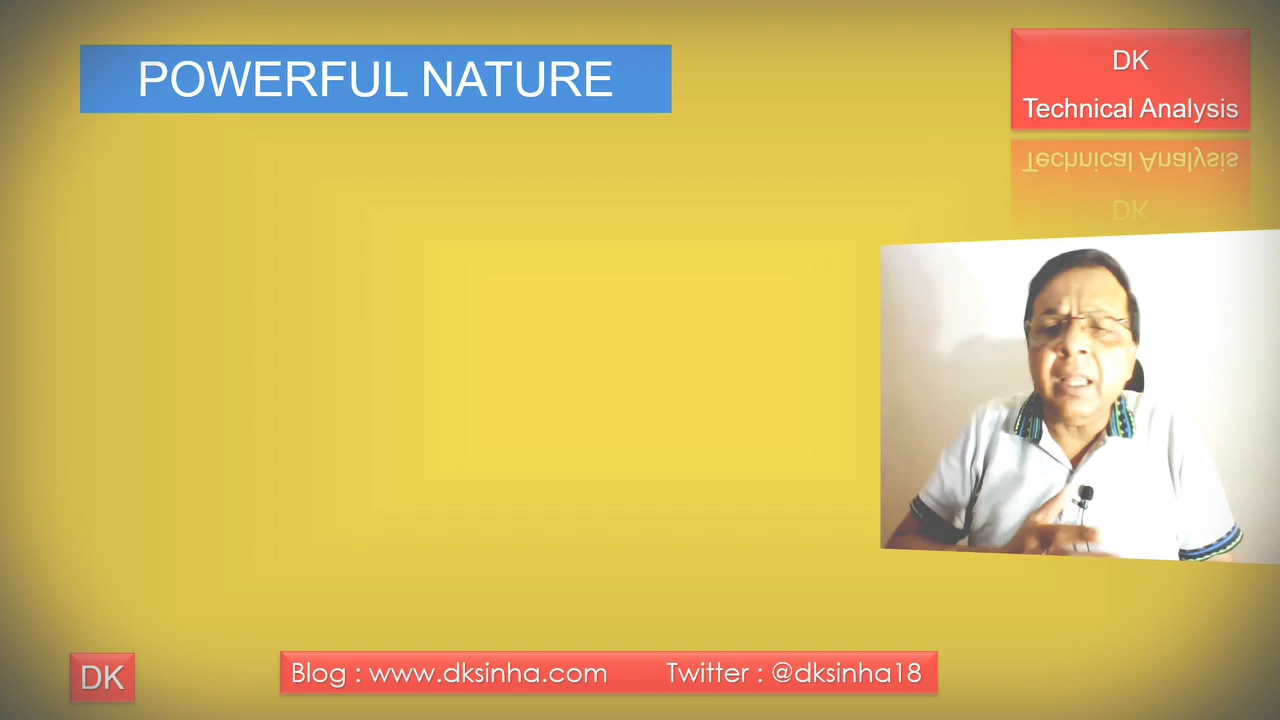 POWERFUL NATURE
DK
Technical Analysis
Technical Analysis
DK
DK
Blog : www.dksinha.com Twitter : @dksinha18